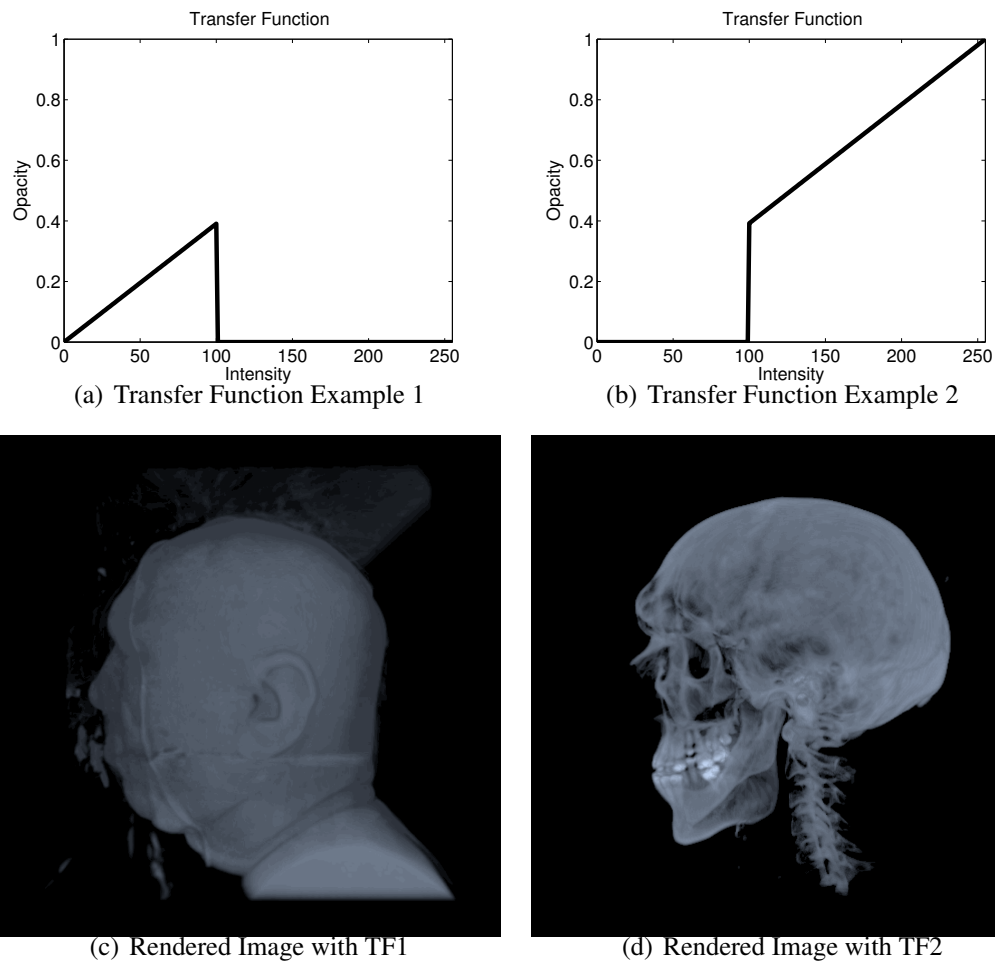 Transfer Function
1
0.8
0.6
0.4
0.2
0
Opacity
0 50 100 150 200 250
Intensity
(a) Transfer Function Example 1
Transfer Function
1
0.8
0.6
0.4
0.2
0
Opacity
0 50 100 150 200 250
Intensity
(b) Transfer Function Example 2
(c) Rendered Image with TF1
(d) Rendered Image with TF2